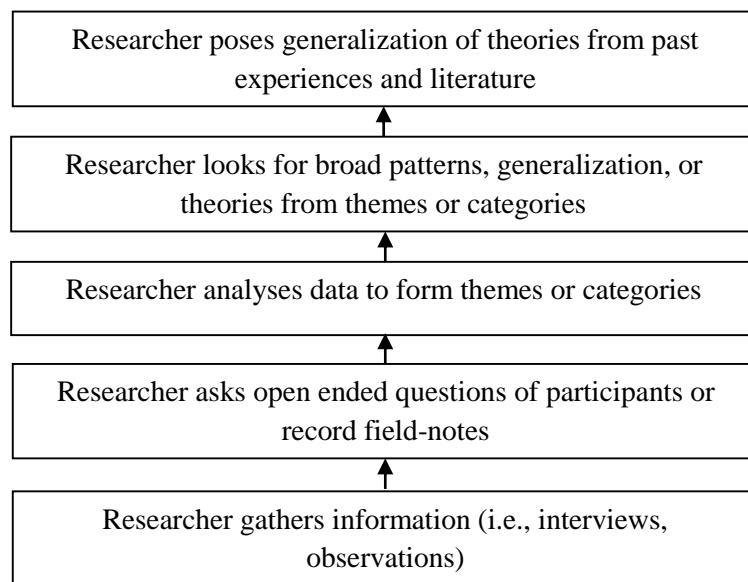 Researcher poses generalization of theories from past
experiences and literature
Researcher looks for broad patterns, generalization, or
theories from themes or categories
Researcher analyses data to form themes or categories
Researcher asks open ended questions of participants or
record field-notes
Researcher gathers information (i.e., interviews,
observations)